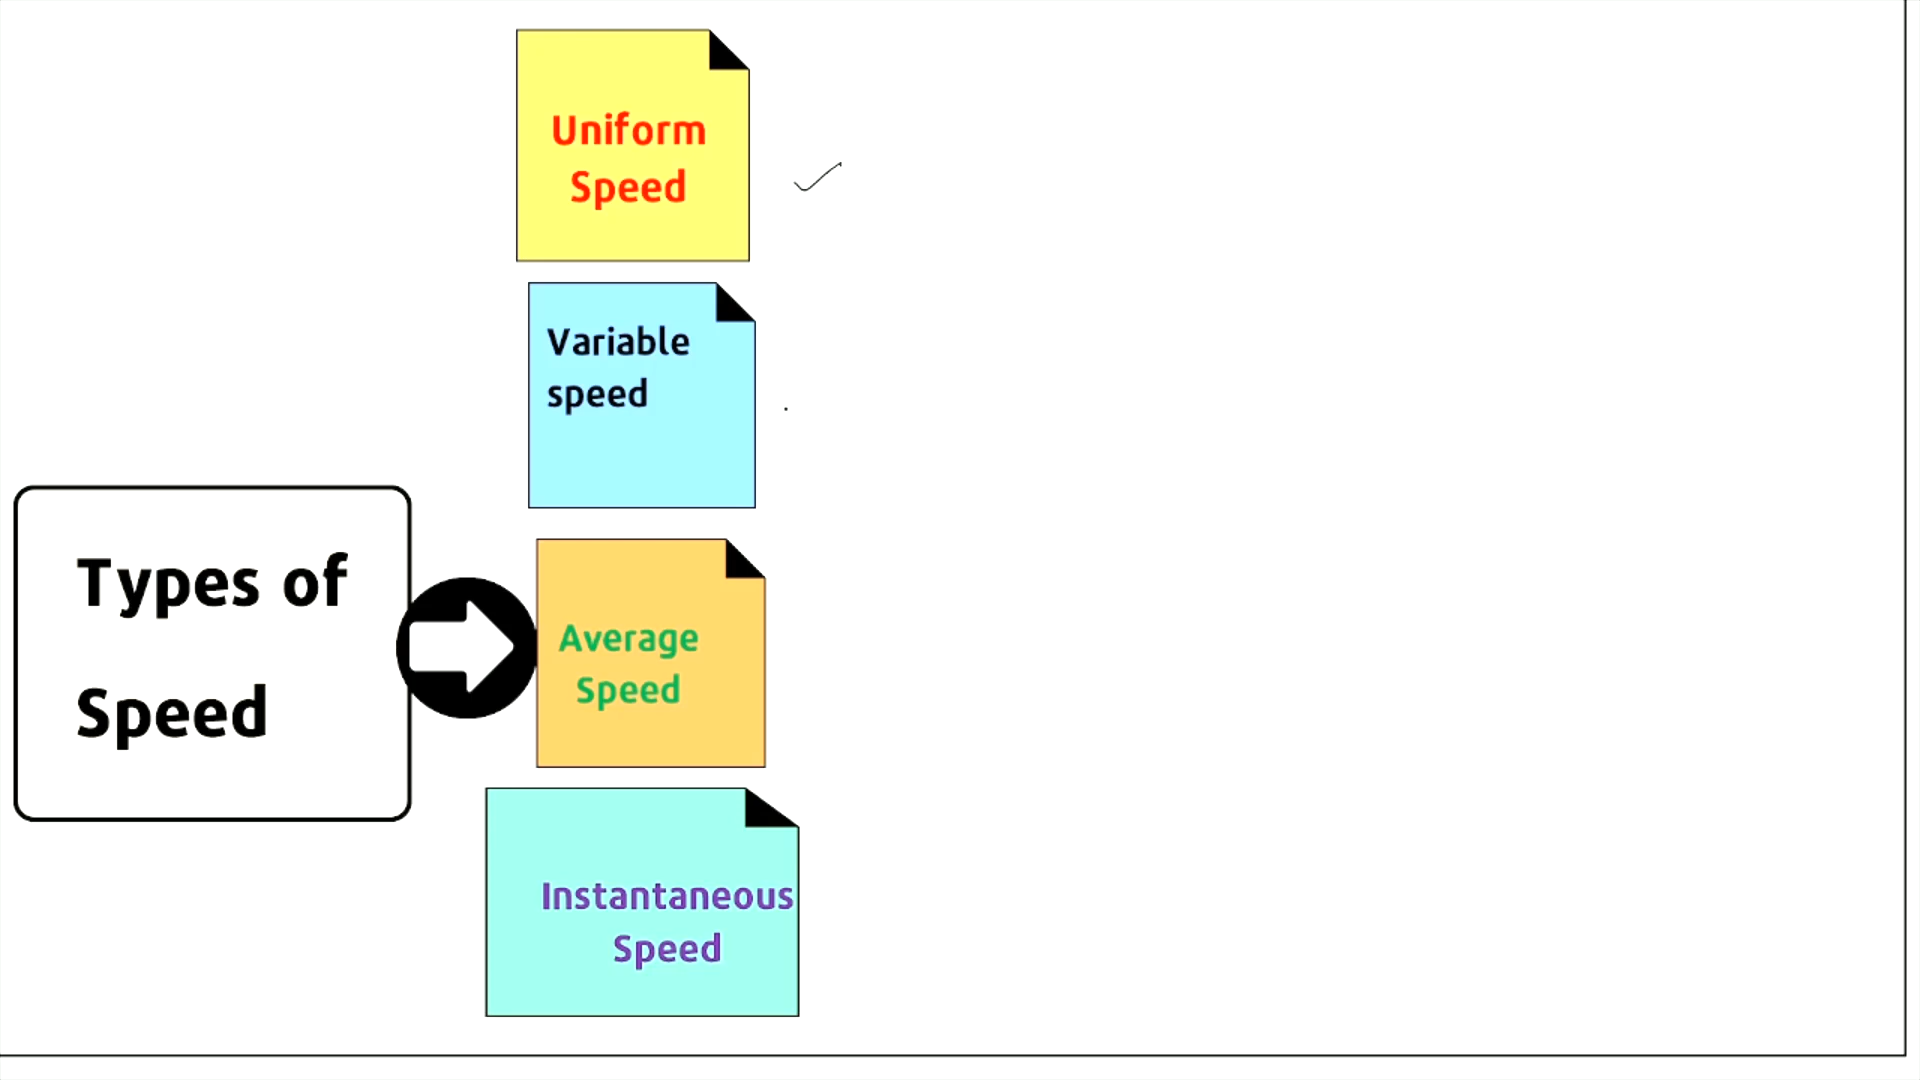 Uniform
Speed
Variable
speed
Types of
Speed
Average
Speed
Instantaneous
Speed